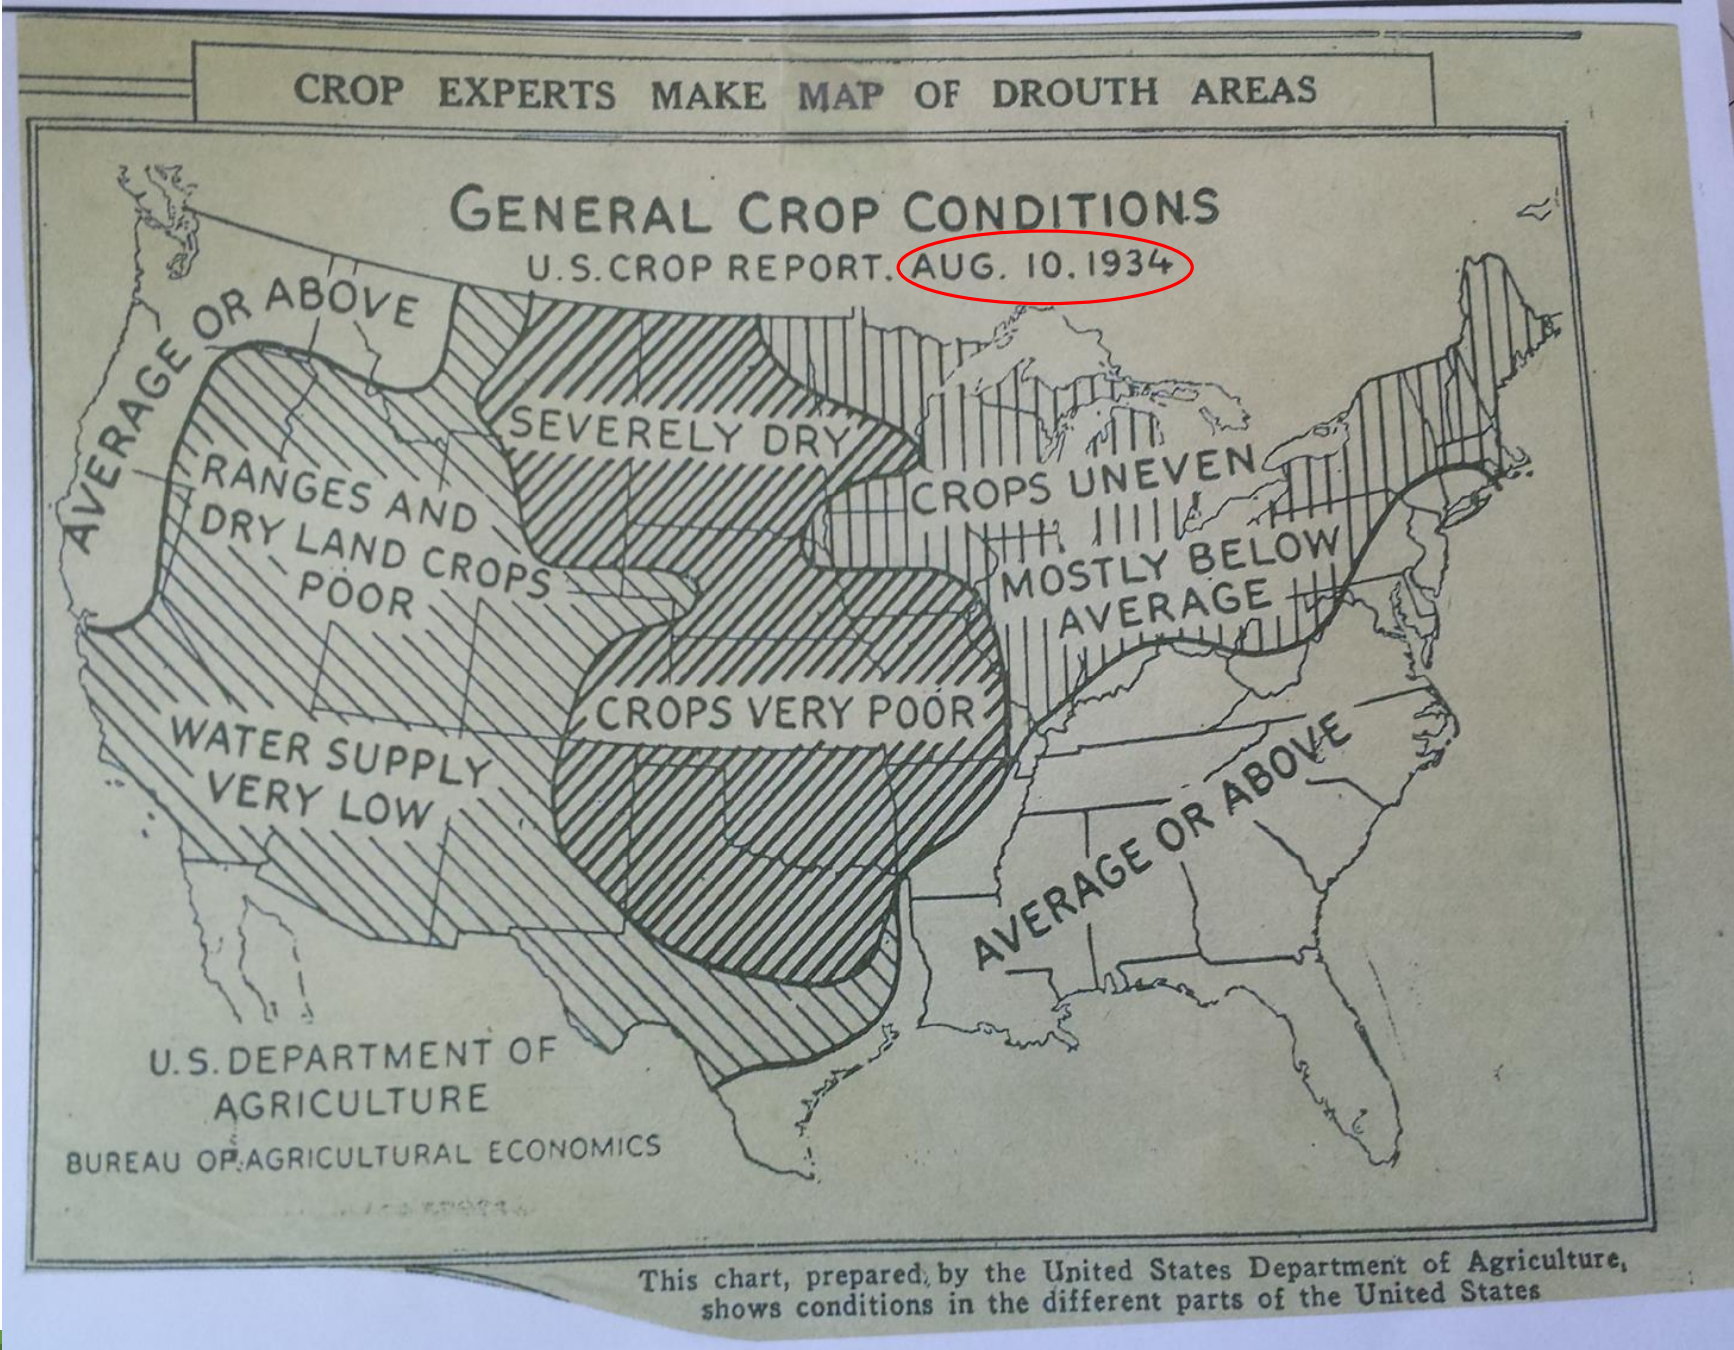 CROP EXPERTS MAKE MAP OF DROUTH AREAS
GENERAL CROP CONDITIONS
U.S. CROP REPORT. AUG. 10. 1934
AVERAGE OR ABOVE
SEVERELY DRY
RANGES AND
DRY LAND CROPS
POOR
CROPS UNEVEN
MOSTLY BELOW
AVERAGE
CROPS VERY POOR
WATER SUPPLY
VERY LOW
AVERAGE OR ABOVE
U.S. DEPARTMENT OF
AGRICULTURE
BUREAU OF AGRICULTURAL ECONOMICS
This chart, prepared by the United States Department of Agriculture,
shows conditions in the different parts of the United States